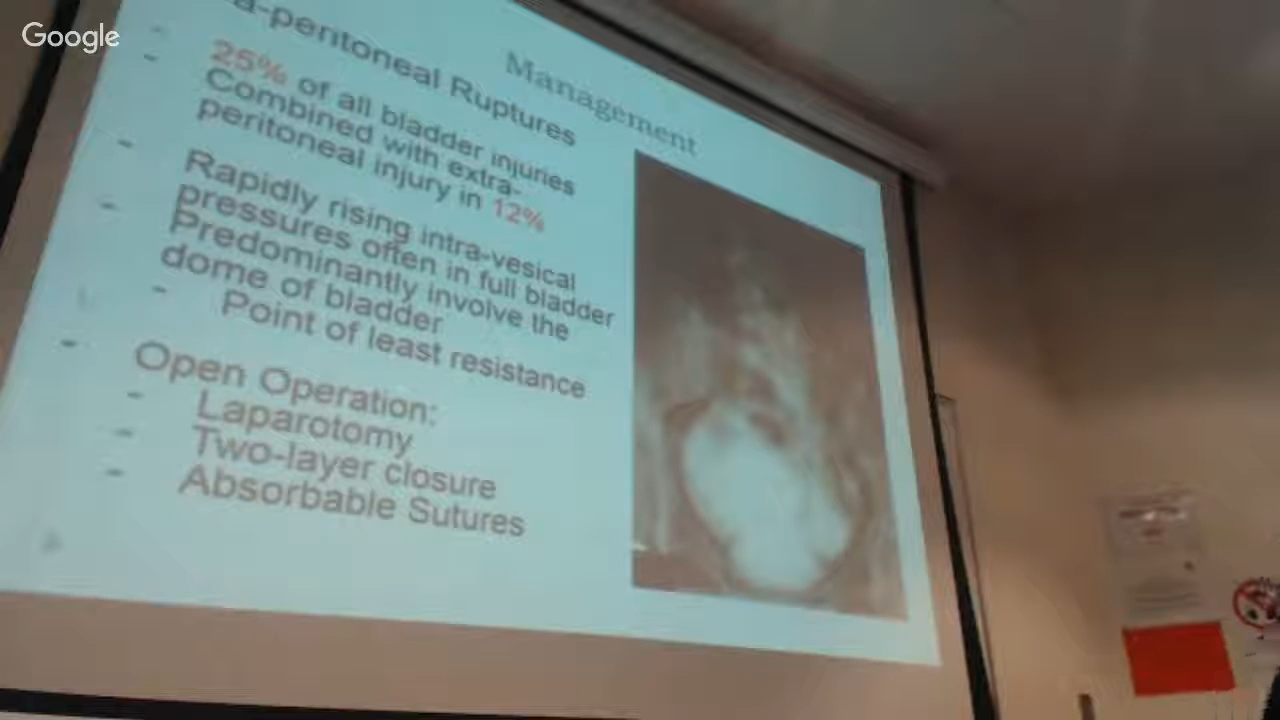 Google
Management
a-peritoneal Ruptures
- 25% of all bladder injuries
- Combined with extra-
peritoneal injury in 12%
- Rapidly rising intra-vesical
pressures often in full bladder
- Predominantly involve the
dome of bladder
- Point of least resistance
- Open Operation:
- Laparotomy
- Two-layer closure
- Absorbable Sutures